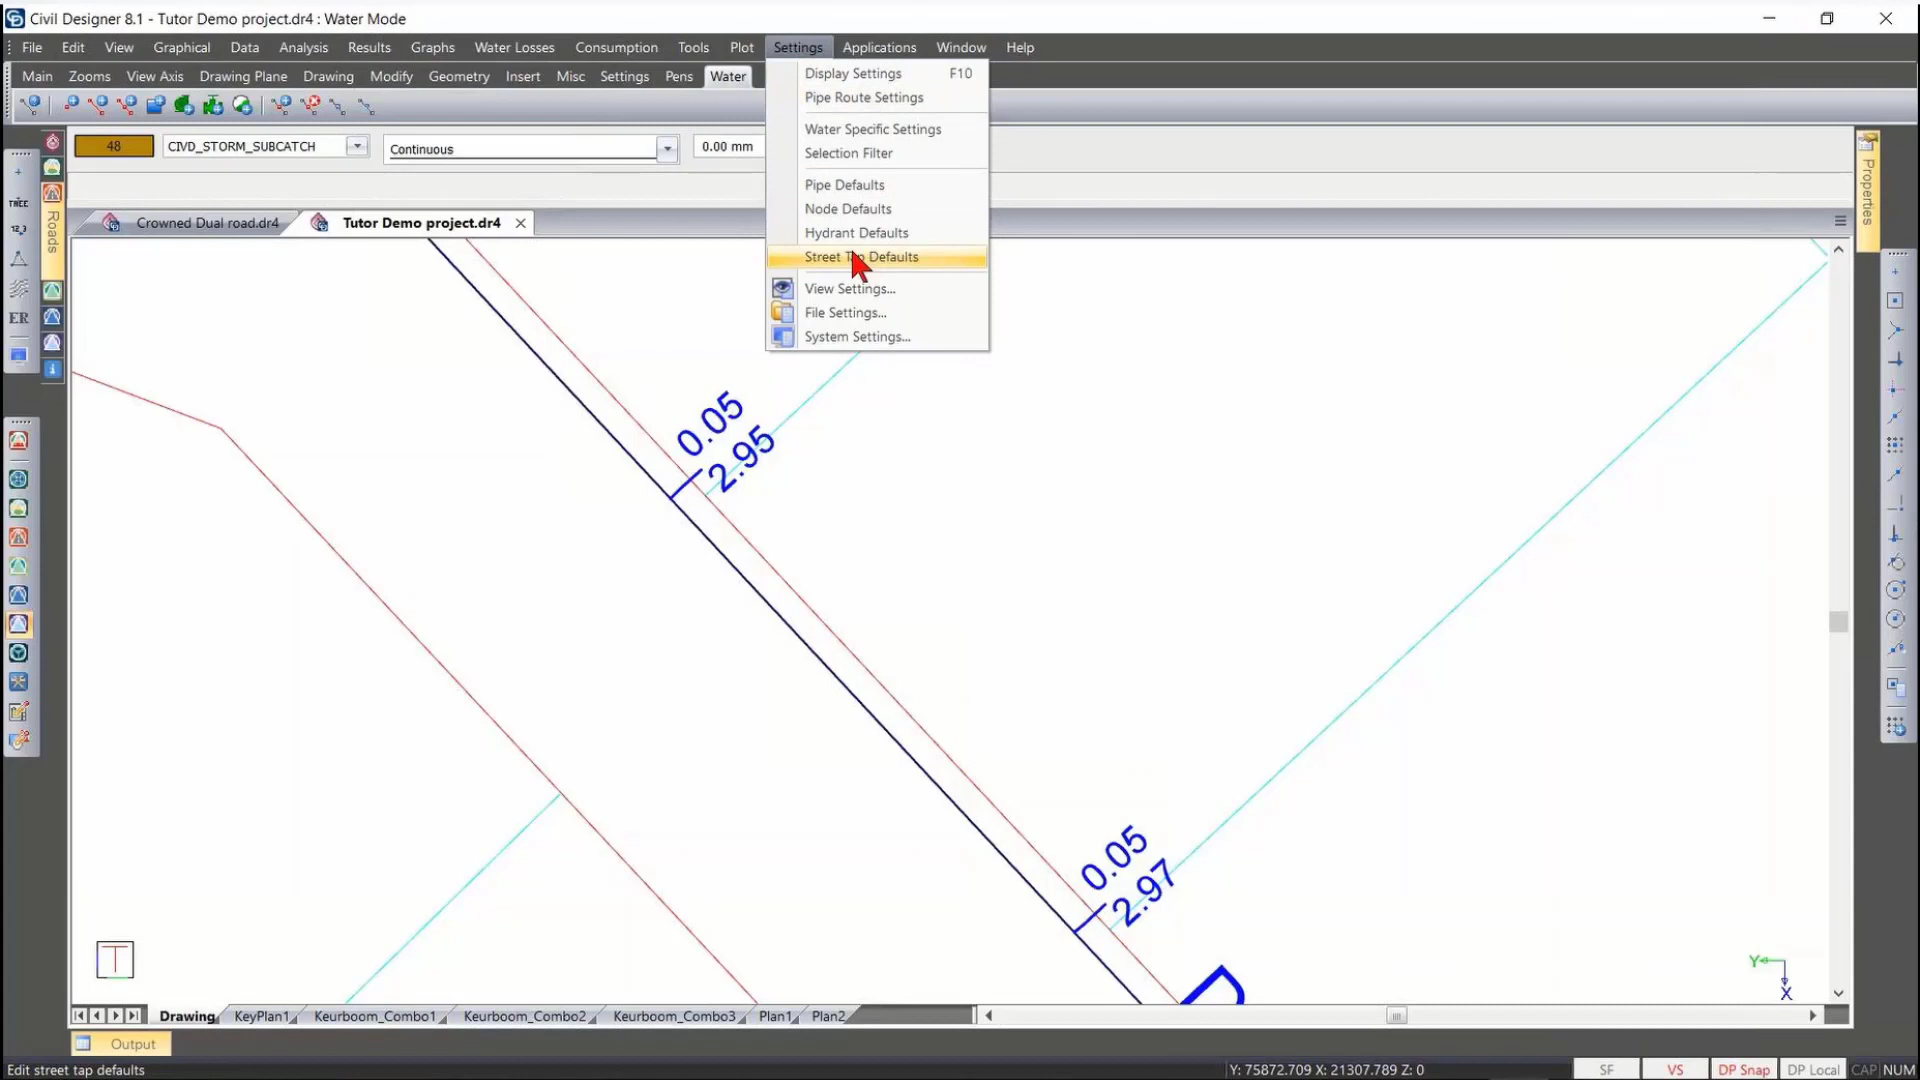 Civil Designer 8.1 - Tutor Demo project.dr4 : Water Mode
File Edit View Graphical Data Analysis Results Graphs Water Losses Consumption Tools Plot Settings Applications Window Help
Main Zooms View Axis Drawing Plane Drawing Modify Geometry Insert Misc Settings Pens Water
48 CIVD_STORM_SUBCATCH Continuous 0.00 mm
Crowned Dual road.dr4 Tutor Demo project.dr4
Display Settings F10
Pipe Route Settings
Water Specific Settings
Selection Filter
Pipe Defaults
Node Defaults
Hydrant Defaults
Street Tap Defaults
View Settings...
File Settings...
System Settings...
Roads
Properties
TREE
12.3
ER
0.05
2.95
0.05
2.97
T
Y
X
Drawing KeyPlan1 Keurboom_Combo1 Keurboom_Combo2 Keurboom_Combo3 Plan1 Plan2
Output
Edit street tap defaults Y: 75872.709 X: 21307.789 Z: 0 SF VS DP Snap DP Local CAP NUM